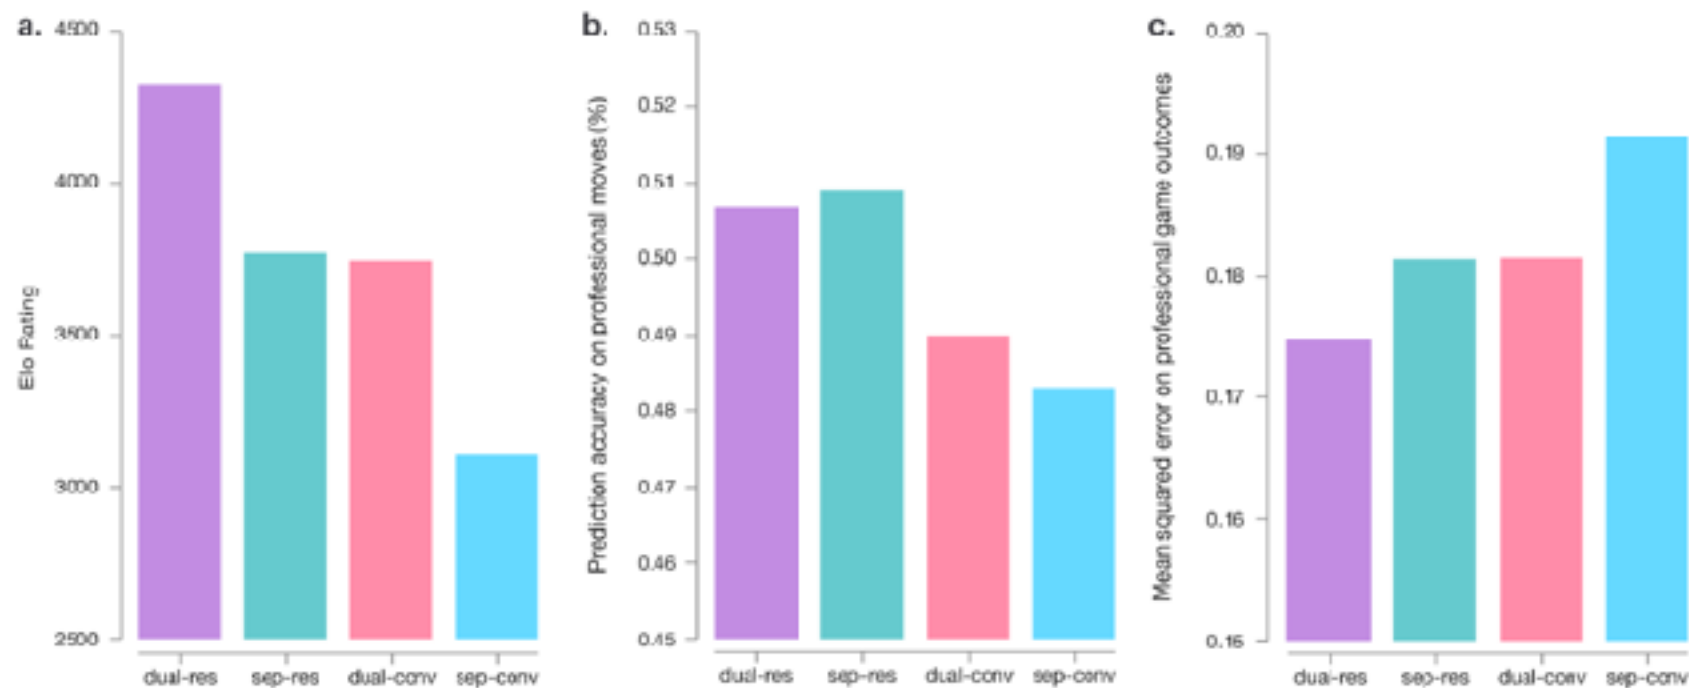 a.
Elo Rating
4500
4000
3500
3000
2500
dual-res sep-res dual-conv sep-conv
b.
Prediction accuracy on professional moves (%)
0.53
0.52
0.51
0.50
0.49
0.48
0.47
0.46
0.45
dual-res sep-res dual-conv sep-conv
c.
Mean squared error on professional game outcomes
0.20
0.19
0.18
0.17
0.16
0.15
dual-res sep-res dual-conv sep-conv